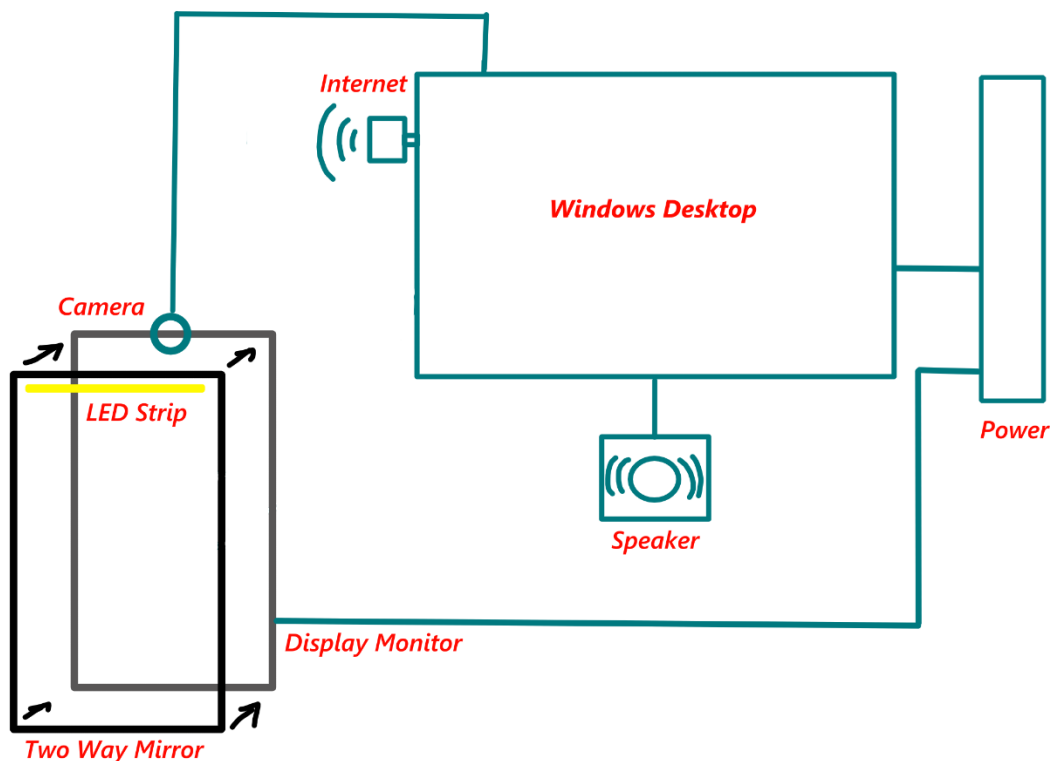 Internet
Windows Desktop
Camera
LED Strip
Power
Speaker
Display Monitor
Two Way Mirror